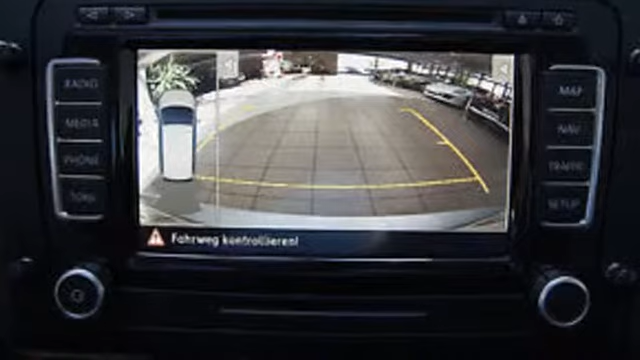 RADIO
MEDIA
PHONE
TONE
MAP
NAV
TRAFFIC
SETUP
Fahrweg kontrollieren!